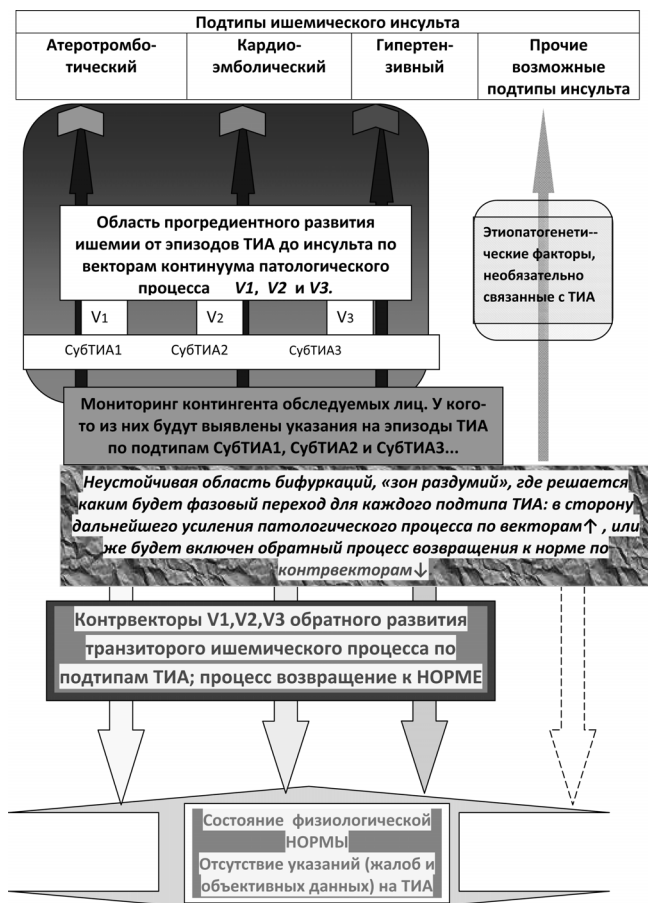 Подтипы ишемического инсульта
Атеротромбо-
тический
Кардио-
эмболический
Гипертен-
зивный
Прочие
возможные
подтипы инсульта
Область прогредиентного развития
ишемии от эпизодов ТИА до инсульта по
векторам континуума патологического
процесса V1, V2 и V3.
Этиопатогенети--
ческие факторы,
необязательно
связанные с ТИА
V1
V2
V3
СубТИА1
СубТИА2
СубТИА3
Мониторинг контингента обследуемых лиц. У кого-
то из них будут выявлены указания на эпизоды ТИА
по подтипам СубТИА1, СубТИА2 и СубТИА3...
Неустойчивая область бифуркаций, «зон раздумий», где решается
каким будет фазовый переход для каждого подтипа ТИА: в сторону
дальнейшего усиления патологического процесса по векторам↑ , или
же будет включен обратный процесс возвращения к норме по
контрвекторам↓.
Контрвекторы V1,V2,V3 обратного развития
транзиторого ишемического процесса по
подтипам ТИА; процесс возвращение к НОРМЕ
Состояние физиологической
НОРМЫ
Отсутствие указаний (жалоб и
объективных данных) на ТИА